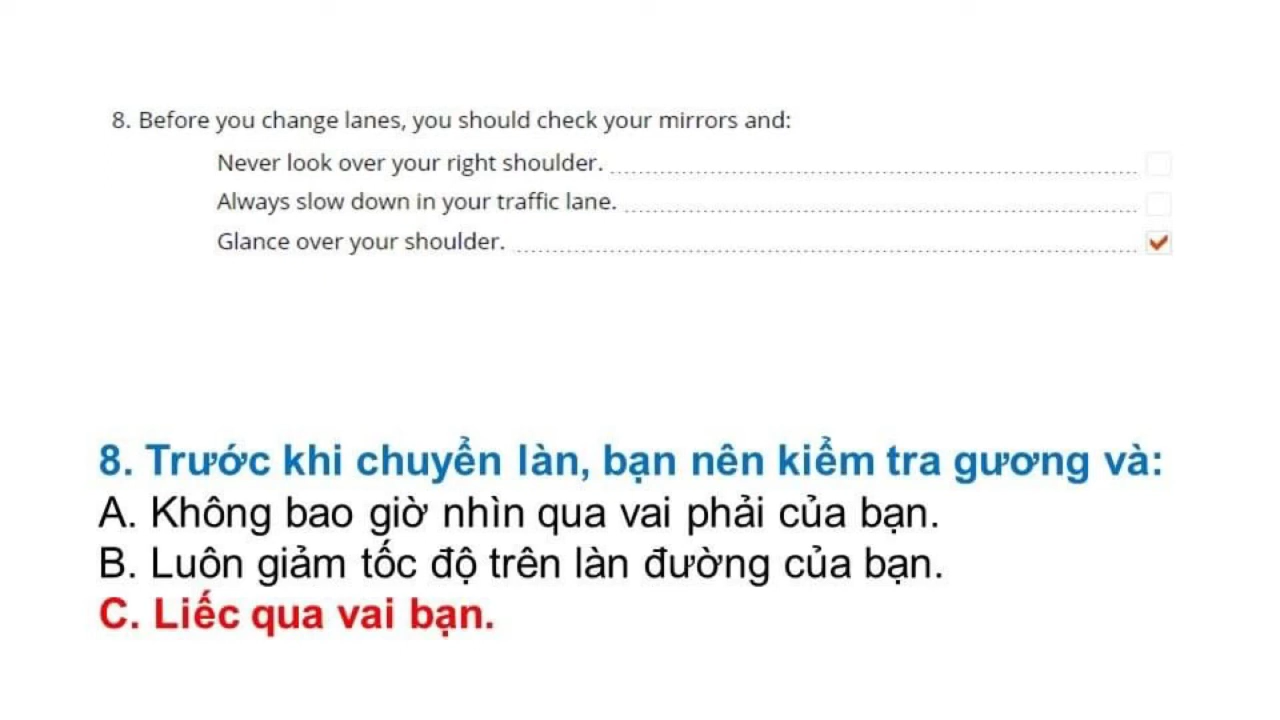 8. Before you change lanes, you should check your mirrors and:
Never look over your right shoulder.
Always slow down in your traffic lane.
Glance over your shoulder.
8. Trước khi chuyển làn, bạn nên kiểm tra gương và:
A. Không bao giờ nhìn qua vai phải của bạn.
B. Luôn giảm tốc độ trên làn đường của bạn.
C. Liếc qua vai bạn.